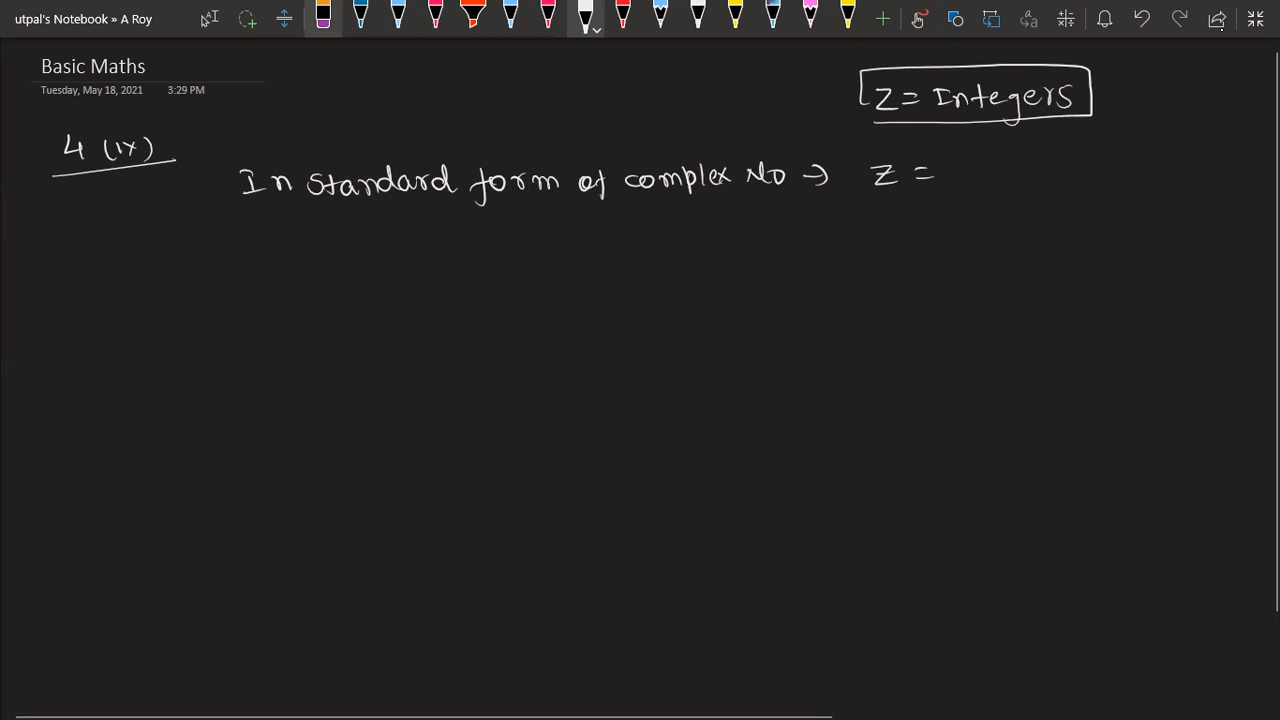 utpal's Notebook » A Roy
Basic Maths
Tuesday, May 18, 2021 3:29 PM
Z = Integers
4 (ix)
In standard form of complex No → Z =